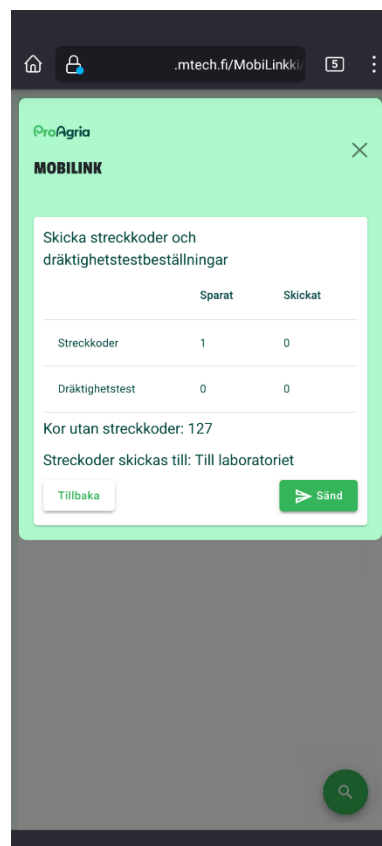 .mtech.fi/MobiLinkki/
5
ProAgria
MOBILINK
Skicka streckkoder och
dräktighetstestbeställningar
Sparat Skickat
Streckkoder 1 0
Dräktighetstest 0 0
Kor utan streckkoder: 127
Streckoder skickas till: Till laboratoriet
Tillbaka
Sänd